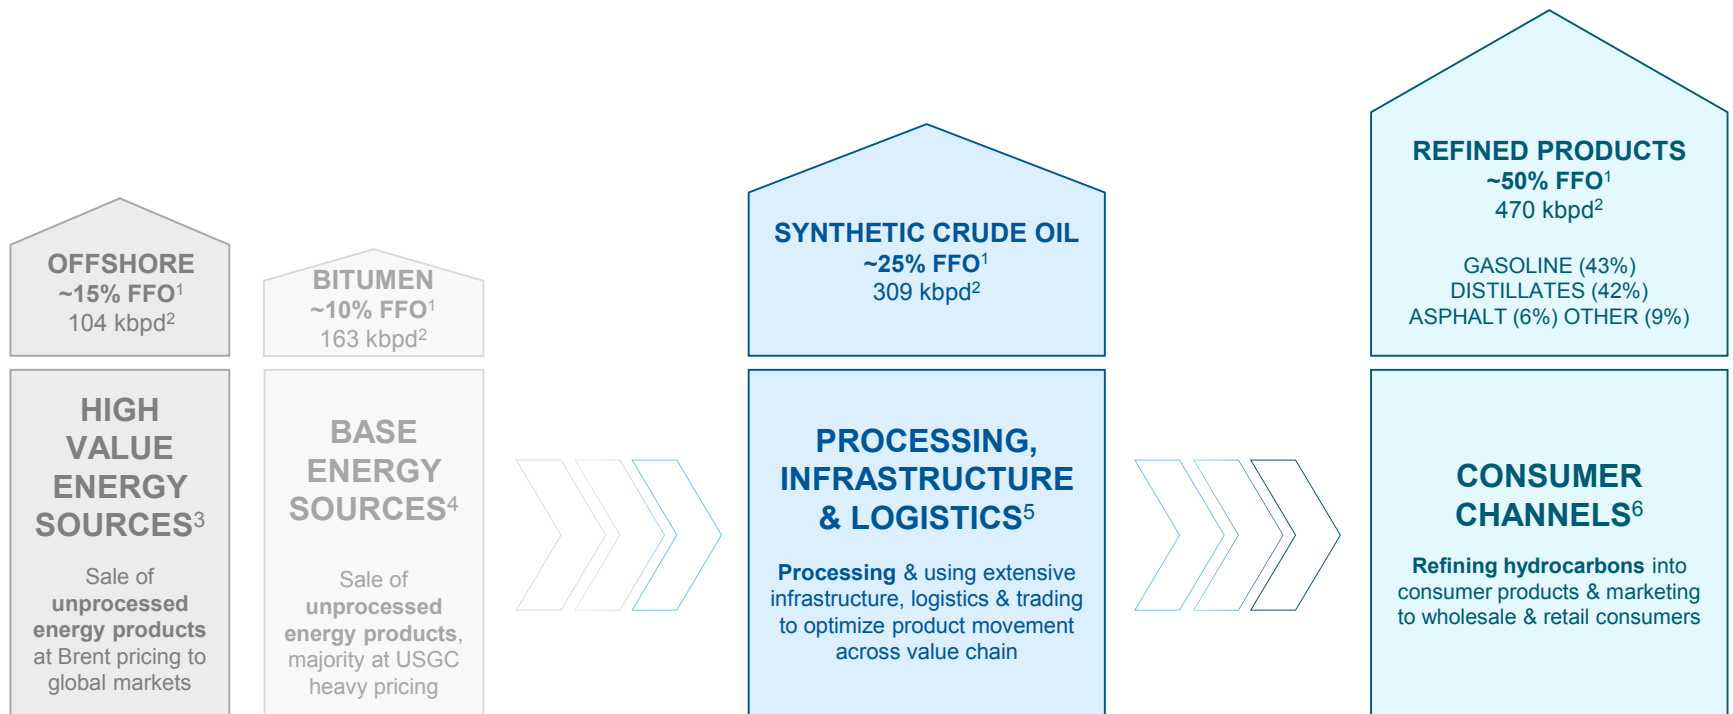 OFFSHORE
~15% FFO¹
104 kbpd²
HIGH
VALUE
ENERGY
SOURCES³
Sale of
unprocessed
energy products
at Brent pricing to
global markets
BITUMEN
~10% FFO¹
163 kbpd²
BASE
ENERGY
SOURCES⁴
Sale of
unprocessed
energy products,
majority at USGC
heavy pricing
SYNTHETIC CRUDE OIL
~25% FFO¹
309 kbpd²
PROCESSING,
INFRASTRUCTURE
& LOGISTICS⁵
Processing & using extensive
infrastructure, logistics & trading
to optimize product movement
across value chain
REFINED PRODUCTS
~50% FFO¹
470 kbpd²
GASOLINE (43%)
DISTILLATES (42%)
ASPHALT (6%) OTHER (9%)
CONSUMER
CHANNELS⁶
Refining hydrocarbons into
consumer products & marketing
to wholesale & retail consumers